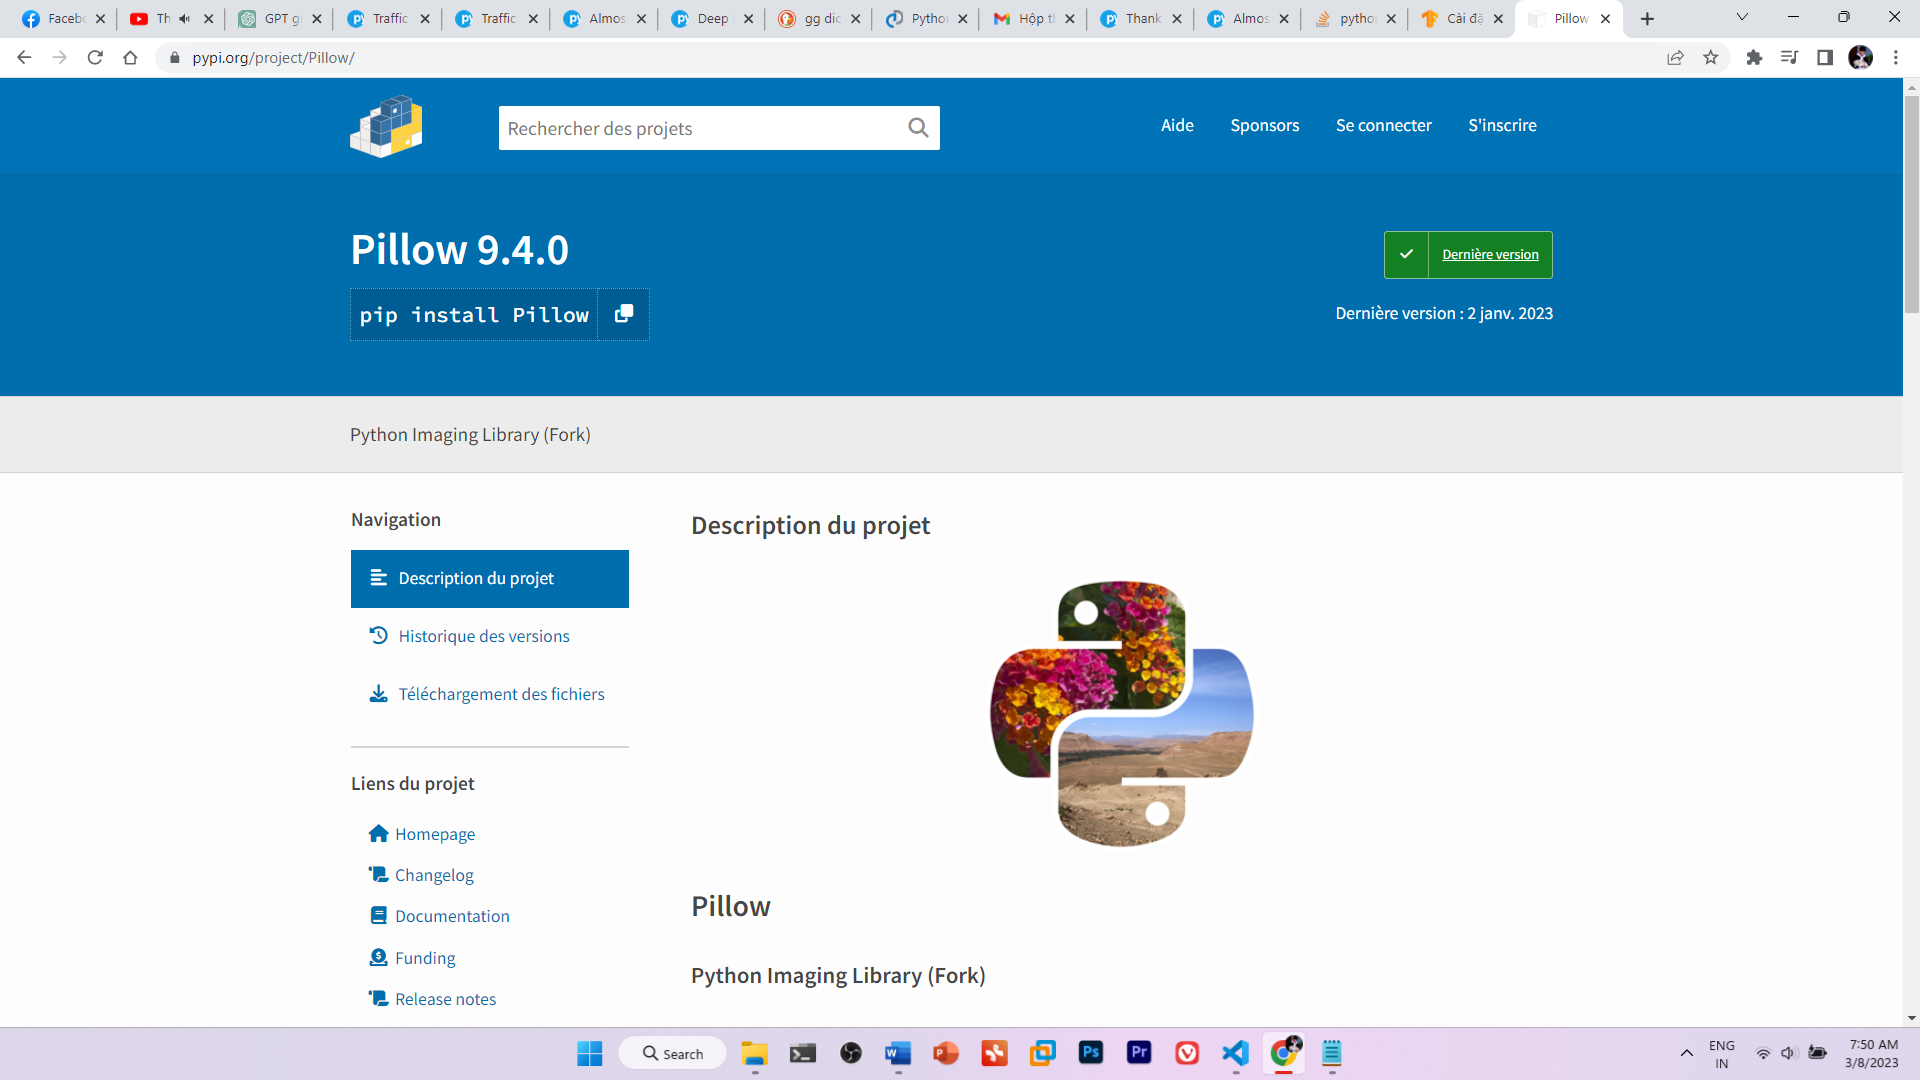 Faceb
Th
GPT gi
Traffic
Traffic
Almos
Deep
gg dic
Pytho
Hộp th
Thank
Almos
pytho
Cài đặ
Pillow
pypi.org/project/Pillow/
Rechercher des projets
Aide
Sponsors
Se connecter
S'inscrire
Pillow 9.4.0
Dernière version
pip install Pillow
Dernière version : 2 janv. 2023
Python Imaging Library (Fork)
Navigation
Description du projet
Description du projet
Historique des versions
Téléchargement des fichiers
Liens du projet
Homepage
Changelog
Documentation
Funding
Release notes
Pillow
Python Imaging Library (Fork)
Search
ENG
IN
7:50 AM
3/8/2023